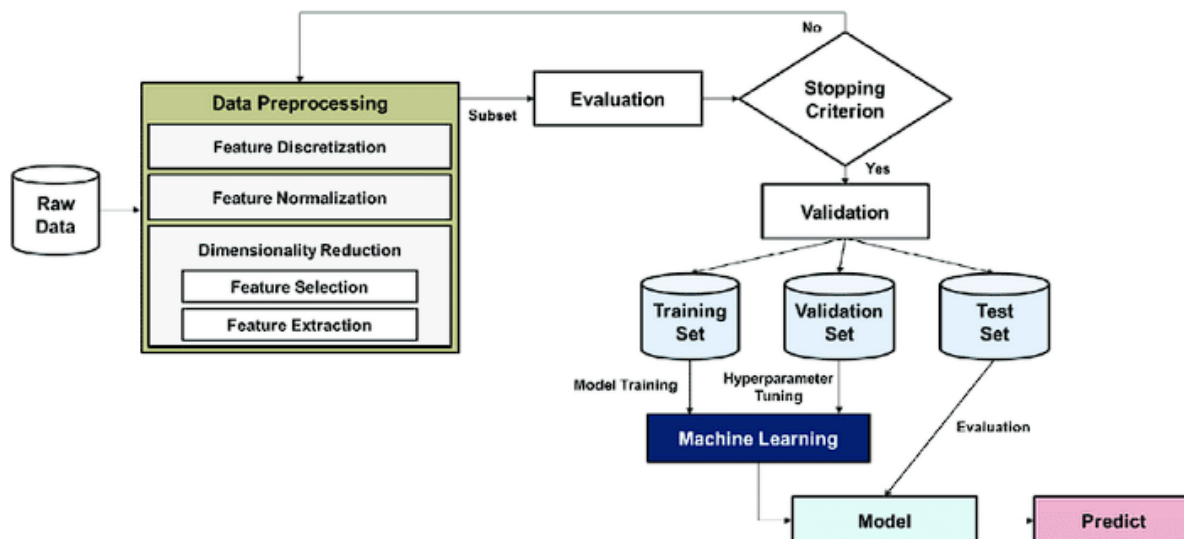 No
Data Preprocessing
Feature Discretization
Feature Normalization
Dimensionality Reduction
Feature Selection
Feature Extraction
Raw
Data
Subset
Evaluation
Stopping
Criterion
Yes
Validation
Training
Set
Validation
Set
Test
Set
Model Training
Hyperparameter
Tuning
Evaluation
Machine Learning
Model
Predict